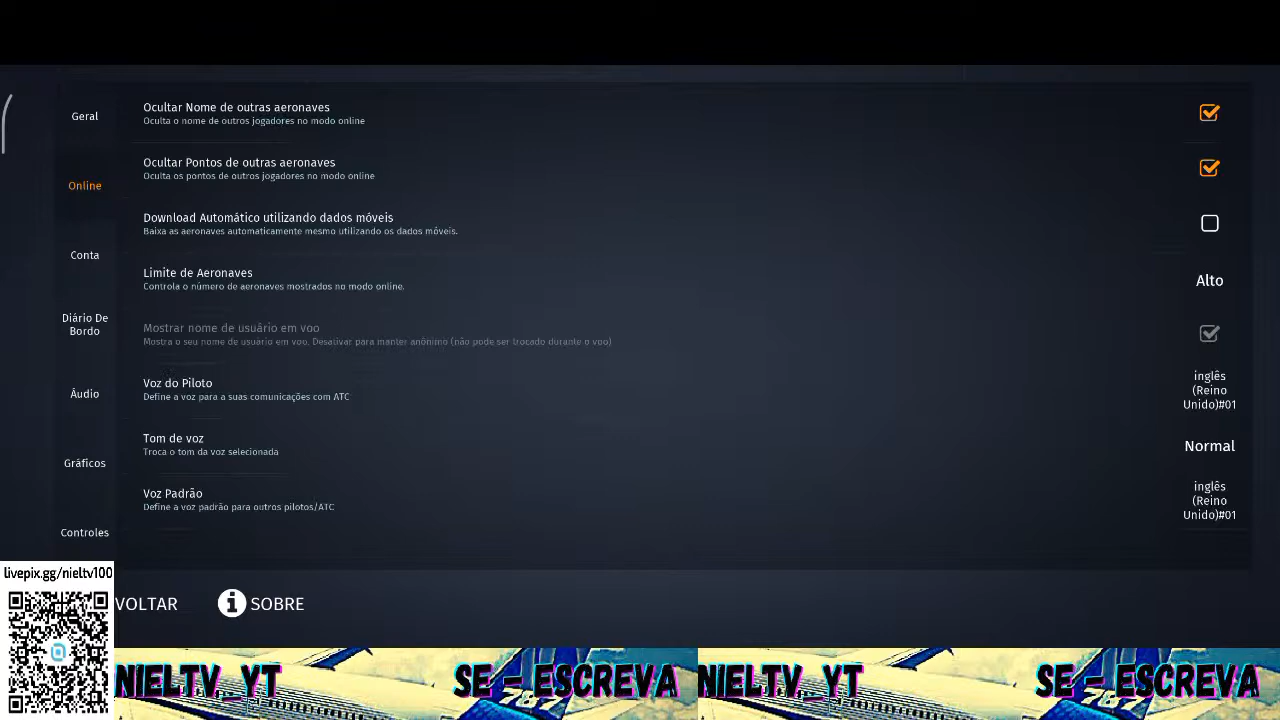 Geral
Online
Conta
Diário De
Bordo
Áudio
Gráficos
Controles
Ocultar Nome de outras aeronaves
Oculta o nome de outros jogadores no modo online
Ocultar Pontos de outras aeronaves
Oculta os pontos de outros jogadores no modo online
Download Automático utilizando dados móveis
Baixa as aeronaves automaticamente mesmo utilizando os dados móveis.
Limite de Aeronaves
Controla o número de aeronaves mostrados no modo online.
Alto
Mostrar nome de usuário em voo
Mostra o seu nome de usuário em voo. Desativar para manter anônimo (não pode ser trocado durante o voo)
Voz do Piloto
Define a voz para a suas comunicações com ATC
inglês
(Reino
Unido)#01
Tom de voz
Troca o tom da voz selecionada
Normal
Voz Padrão
Define a voz padrão para outros pilotos/ATC
inglês
(Reino
Unido)#01
livepix.gg/nieltv100
VOLTAR
SOBRE
NIELTV_YT SE - ESCREVA NIELTV_YT SE - ESCREVA